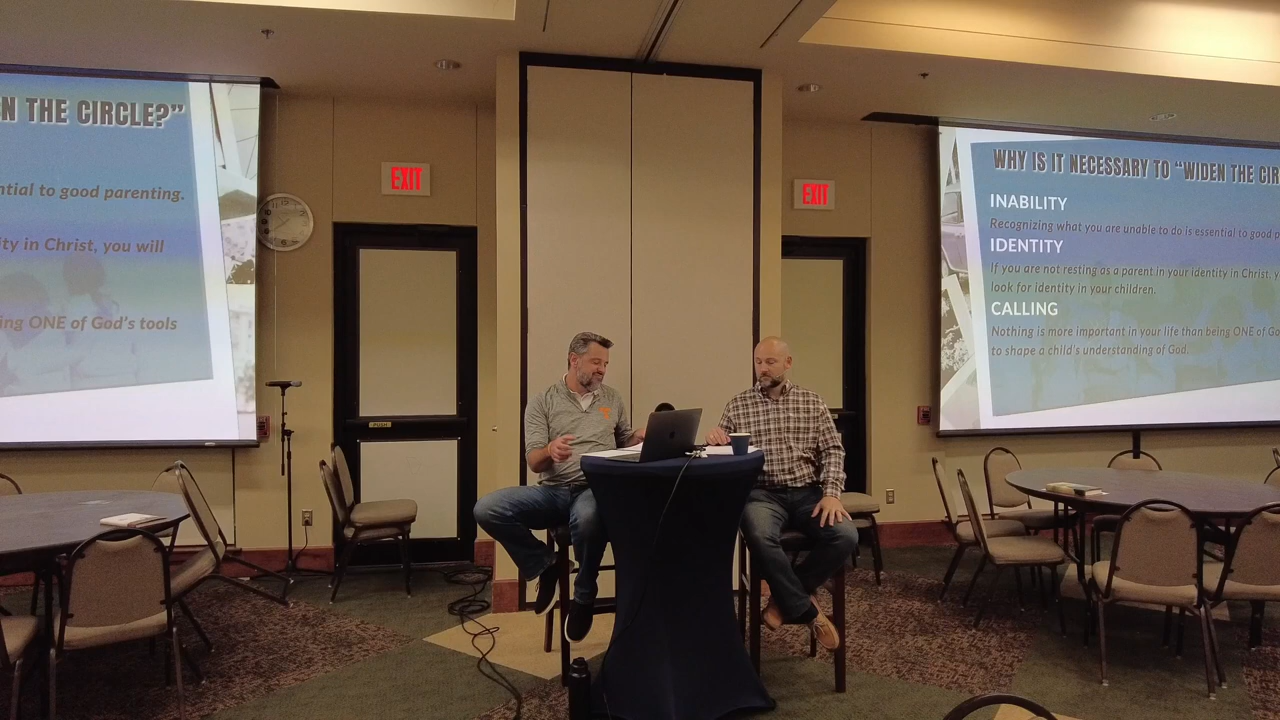 N THE CIRCLE?”
ntial to good parenting.
ity in Christ, you will
ing ONE of God’s tools
EXIT
PUSH
EXIT
WHY IS IT NECESSARY TO “WIDEN THE CIR
INABILITY
Recognizing what you are unable to do is essential to good p
IDENTITY
If you are not resting as a parent in your identity in Christ, y
look for identity in your children.
CALLING
Nothing is more important in your life than being ONE of Go
to shape a child’s understanding of God.